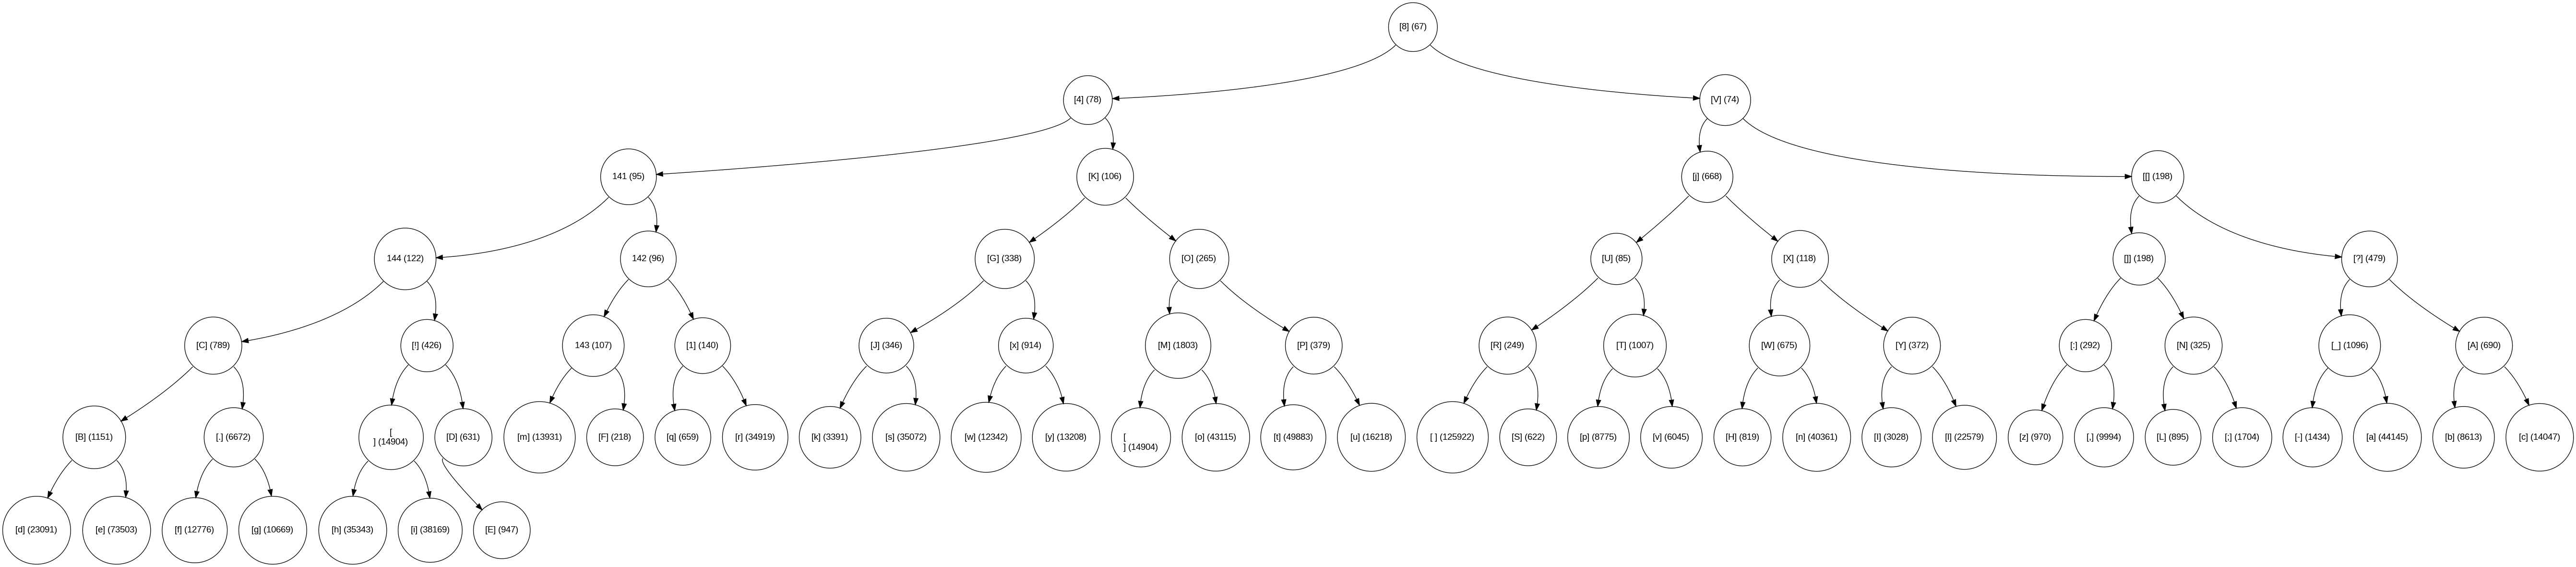 [8] (67)
[4] (78)
[V] (74)
141 (95)
[K] (106)
[j] (668)
[[] (198)
144 (122)
142 (96)
[G] (338)
[O] (265)
[U] (85)
[X] (118)
[]] (198)
[?] (479)
[C] (789)
[!] (426)
143 (107)
[1] (140)
[J] (346)
[x] (914)
[M] (1803)
[P] (379)
[R] (249)
[T] (1007)
[W] (675)
[Y] (372)
[:] (292)
[N] (325)
[_] (1096)
[A] (690)
[B] (1151)
[.] (6672)
[
] (14904)
[D] (631)
[m] (13931)
[F] (218)
[q] (659)
[r] (34919)
[k] (3391)
[s] (35072)
[w] (12342)
[y] (13208)
[
] (14904)
[o] (43115)
[t] (49883)
[u] (16218)
[ ] (125922)
[S] (622)
[p] (8775)
[v] (6045)
[H] (819)
[n] (40361)
[I] (3028)
[l] (22579)
[z] (970)
[,] (9994)
[L] (895)
[;] (1704)
[-] (1434)
[a] (44145)
[b] (8613)
[c] (14047)
[d] (23091)
[e] (73503)
[f] (12776)
[g] (10669)
[h] (35343)
[i] (38169)
[E] (947)